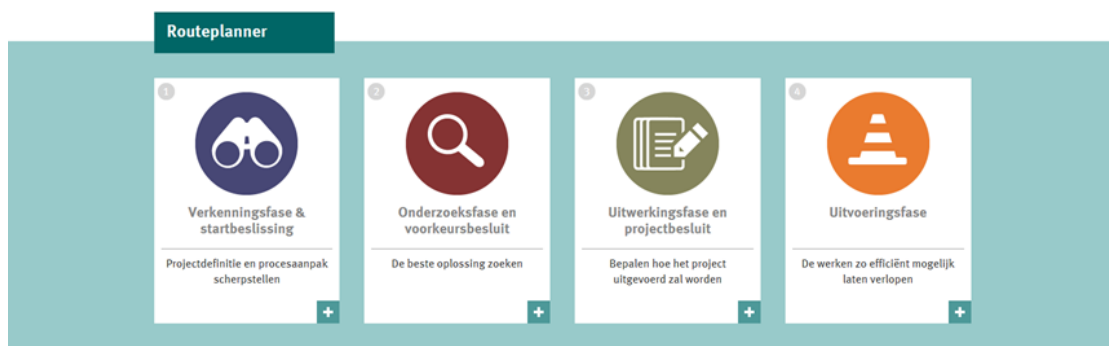 Routeplanner
1
Verkenningsfase &
startbeslissing
Projectdefinitie en procesaanpak
scherpstellen
+
2
Onderzoeksfase en
voorkeursbesluit
De beste oplossing zoeken
+
3
Uitwerkingsfase en
projectbesluit
Bepalen hoe het project
uitgevoerd zal worden
+
4
Uitvoeringsfase
De werken zo efficiënt mogelijk
laten verlopen
+